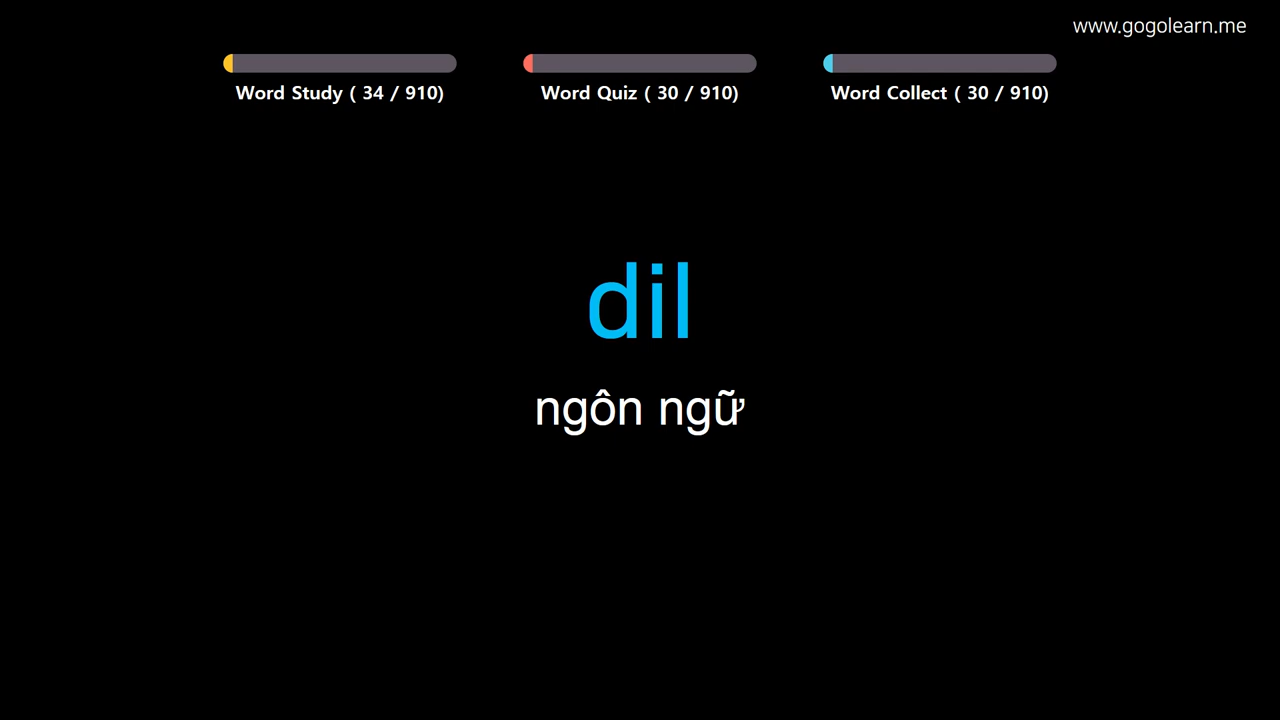 www.gogolearn.me
Word Study ( 34 / 910)
Word Quiz ( 30 / 910)
Word Collect ( 30 / 910)
dil
ngôn ngữ